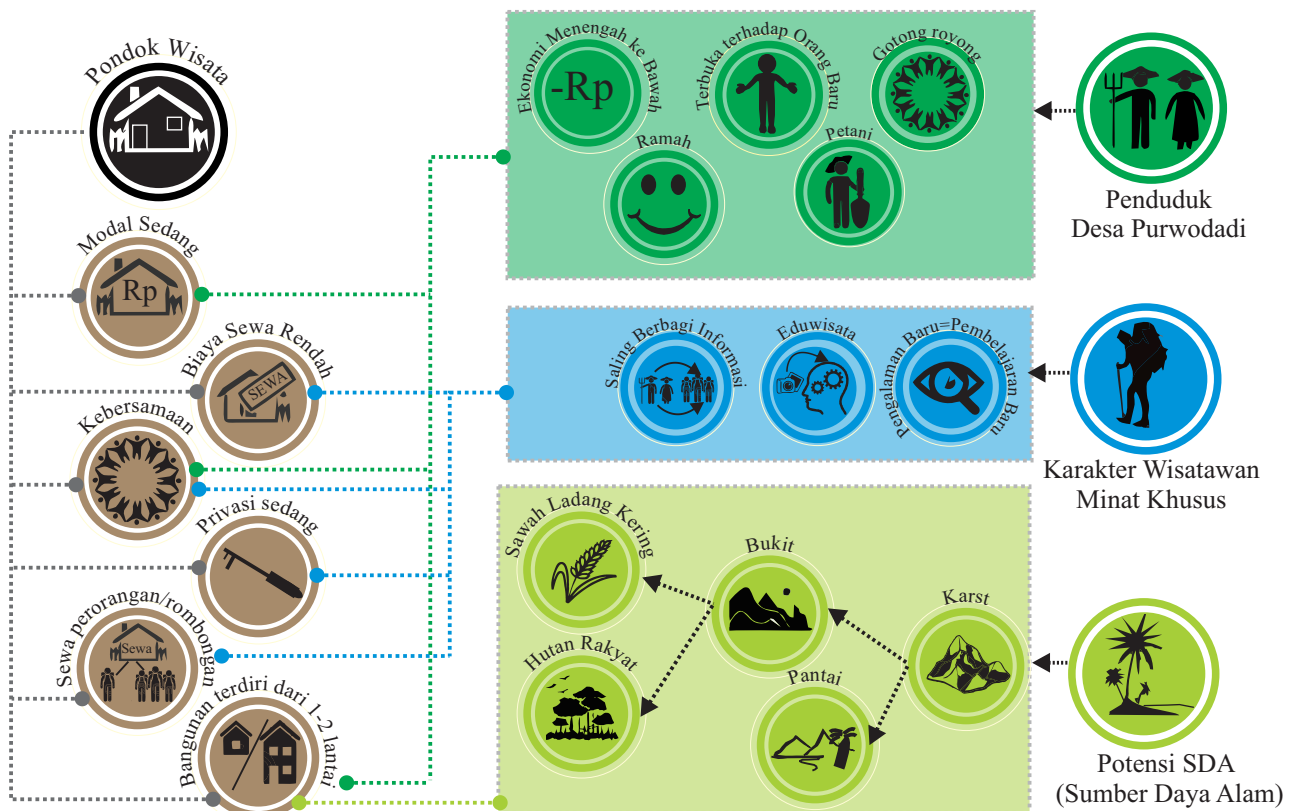 Pondok Wisata
Modal Sedang
Rp
Biaya Sewa Rendah
SEWA
Kebersamaan
Privasi sedang
Sewa perorangan/rombongan
Sewa
Bangunan terdiri dari 1-2 lantai
Ekonomi Menengah ke Bawah
-Rp
Terbuka terhadap Orang Baru
Gotong royong
Ramah
Petani
Penduduk
Desa Purwodadi
Saling Berbagi Informasi
Eduwisata
Pengalaman Baru=Pembelajaran Baru
Karakter Wisatawan
Minat Khusus
Sawah Ladang Kering
Bukit
Karst
Hutan Rakyat
Pantai
Potensi SDA
(Sumber Daya Alam)